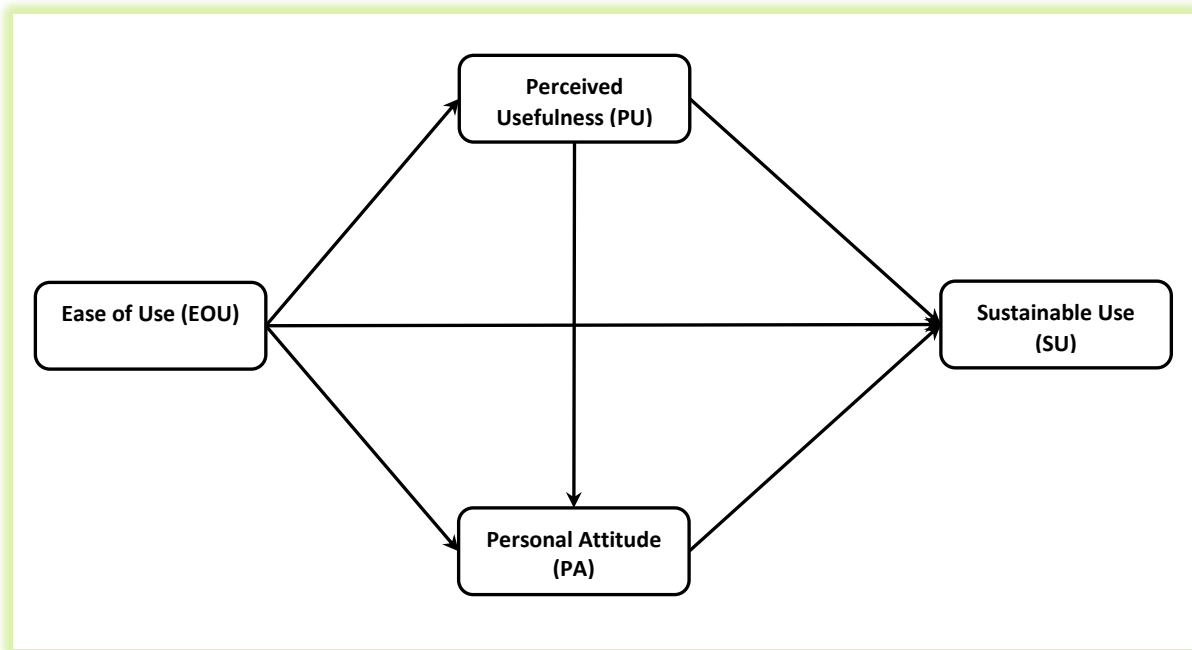 Perceived
Usefulness (PU)
Ease of Use (EOU)
Sustainable Use
(SU)
Personal Attitude
(PA)